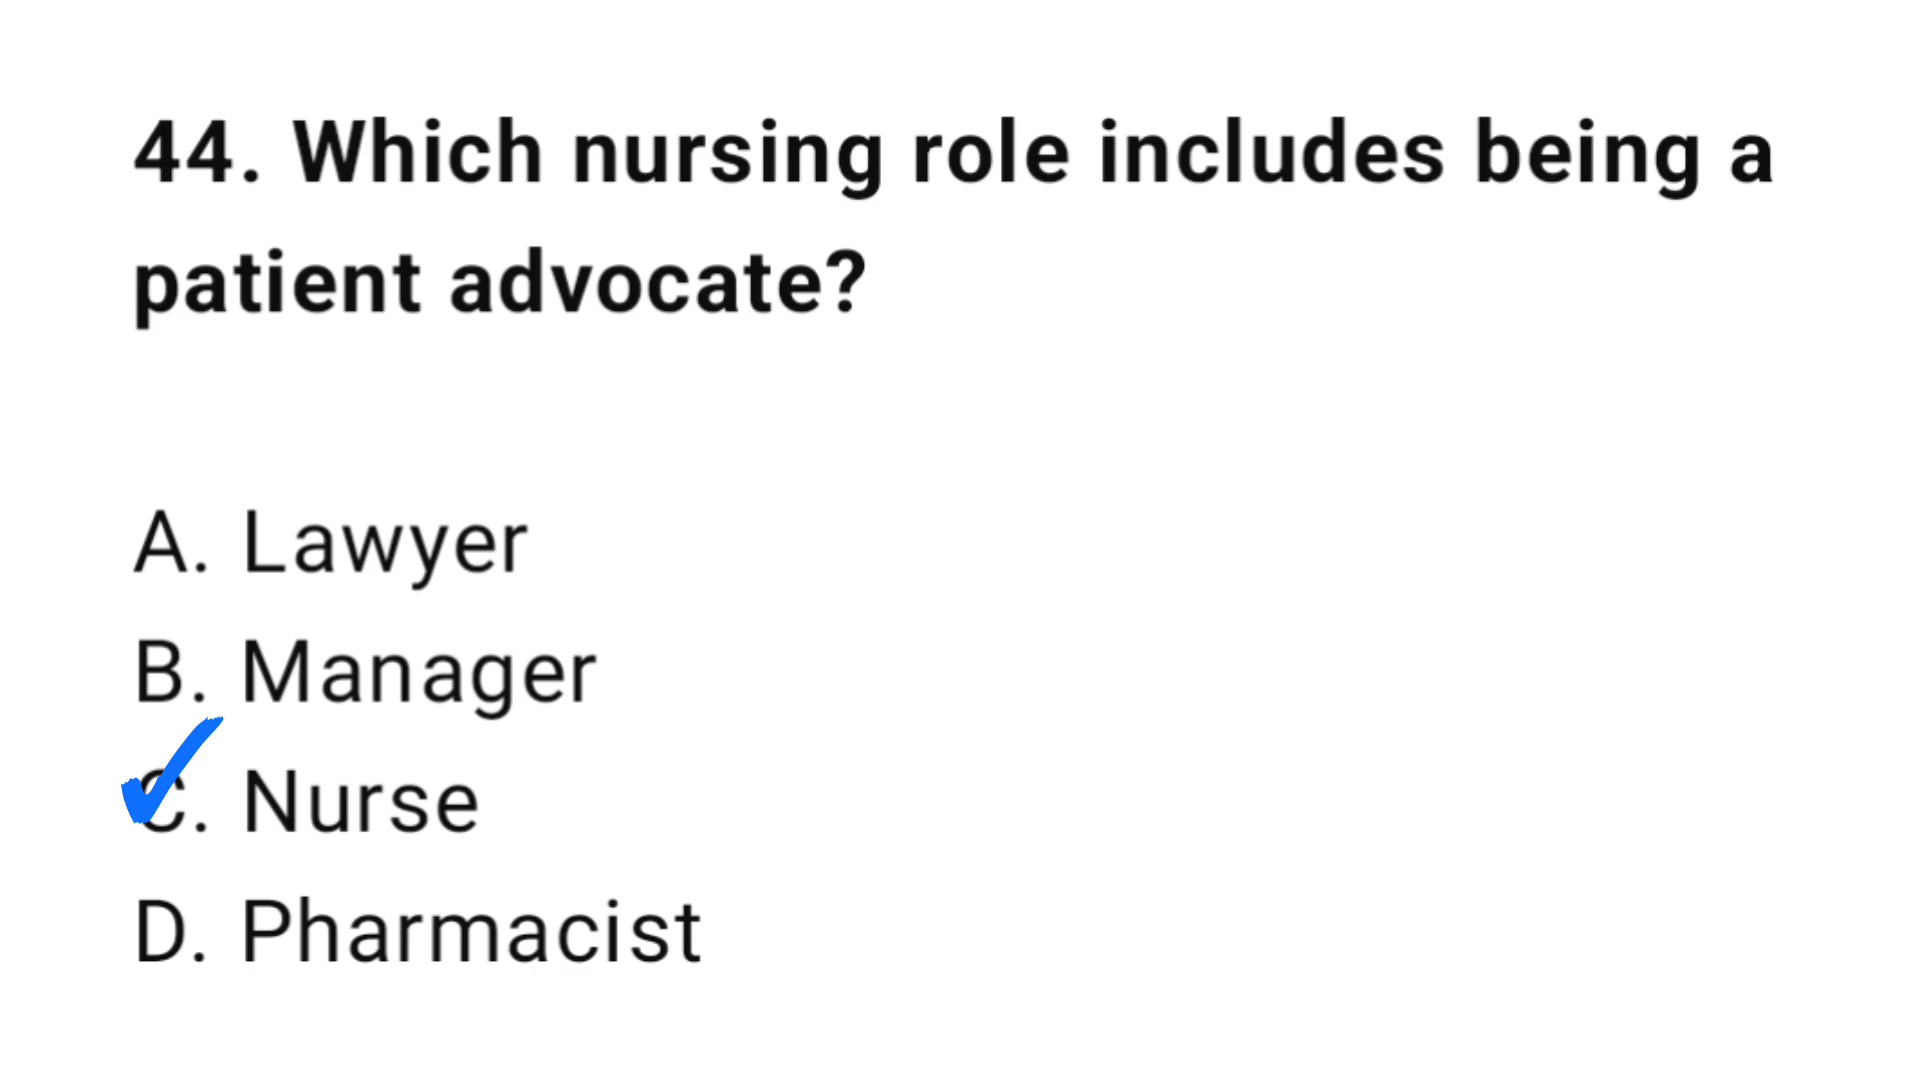 44. Which nursing role includes being a
patient advocate?
A. Lawyer
B. Manager
C. Nurse
D. Pharmacist